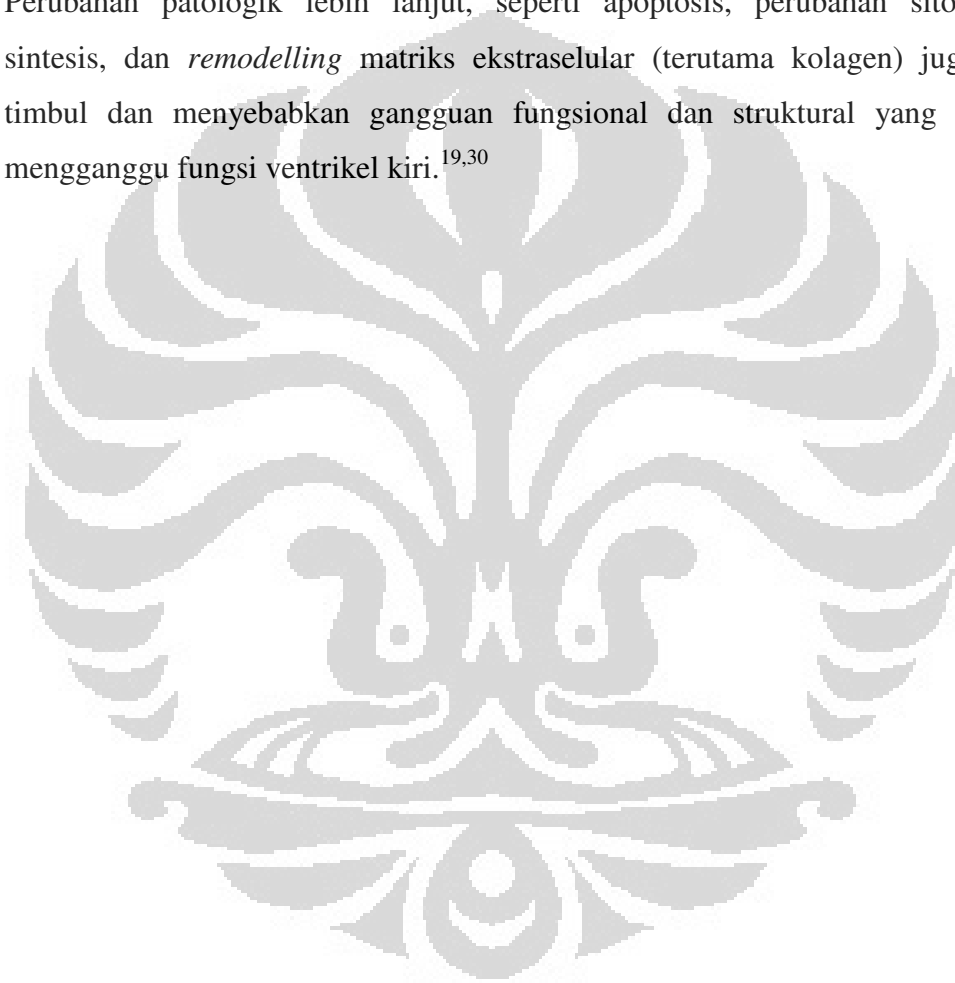 Perubahan patologik lebih lanjut, seperti apoptosis, perubahan sito
sintesis, dan remodelling matriks ekstraselular (terutama kolagen) jug
timbul dan menyebabkan gangguan fungsional dan struktural yang
mengganggu fungsi ventrikel kiri.19,30